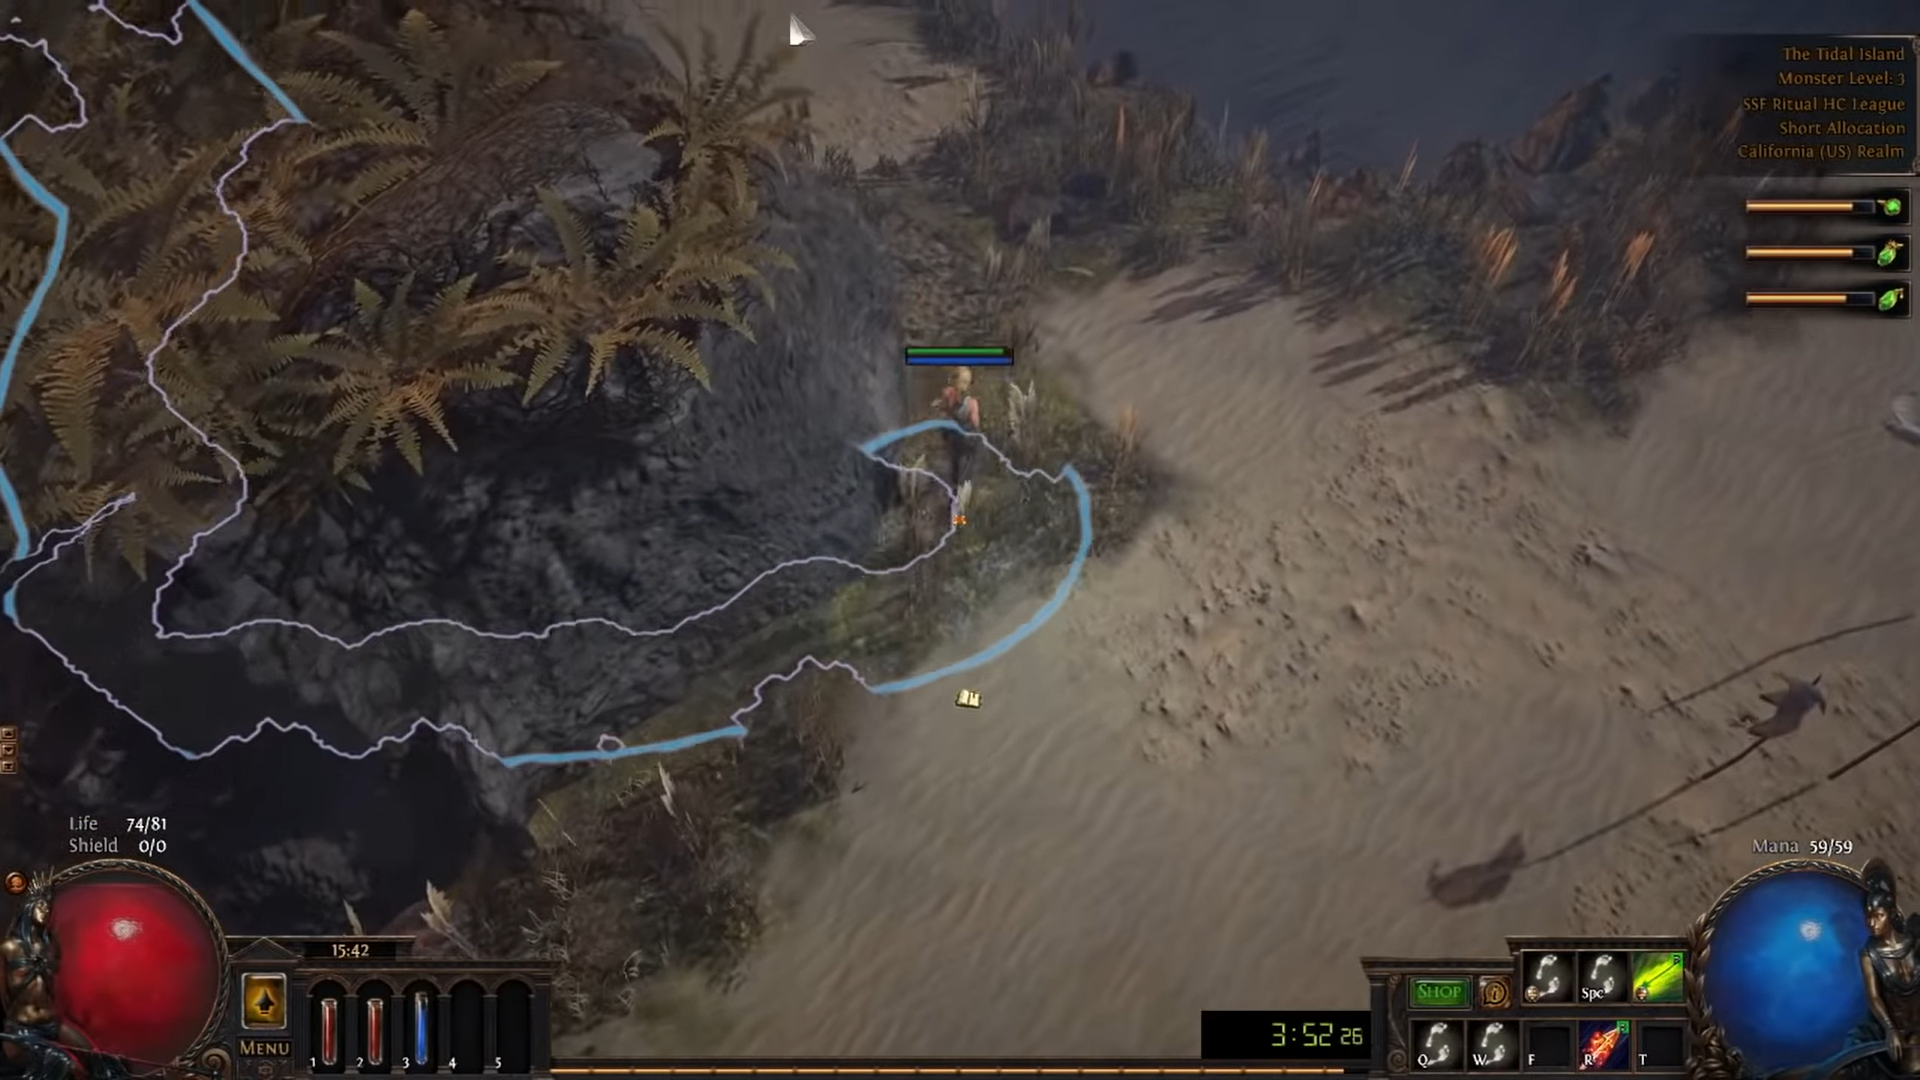 The Tidal Island
Monster Level: 3
SSF Ritual HC League
Short Allocation
California (US) Realm
Life 74/81
Shield 0/0
Mana 59/59
15:42
MENU
1 2 3 4 5
SHOP
Spc
3:52 26
Q W F R T